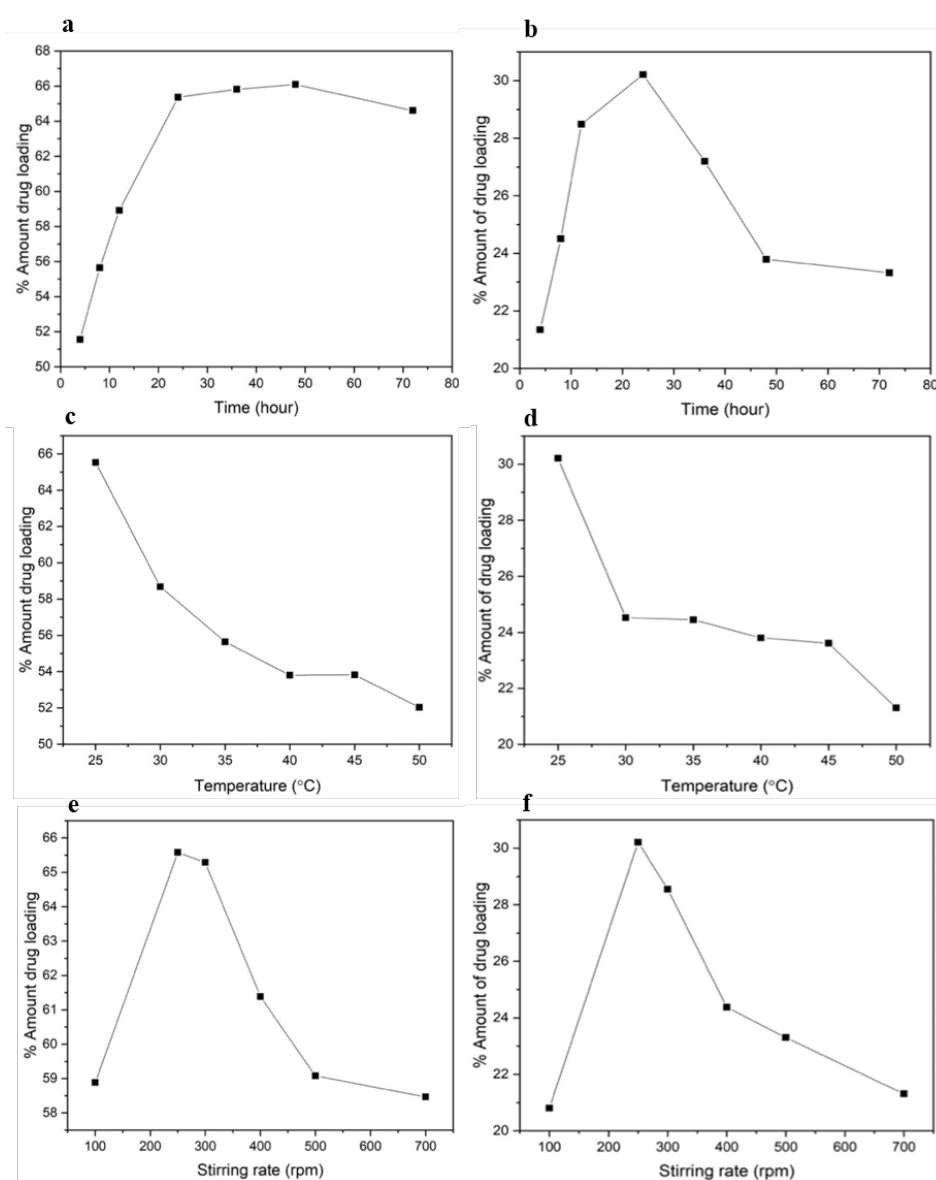 a
68
66
64
62
60
58
56
54
52
50
0 10 20 30 40 50 60 70 80
% Amount drug loading
Time (hour)
b
30
28
26
24
22
20
0 10 20 30 40 50 60 70 80
% Amount of drug loading
Time (hour)
c
66
64
62
60
58
56
54
52
50
25 30 35 40 45 50
% Amount drug loading
Temperature (°C)
d
30
28
26
24
22
20
25 30 35 40 45 50
% Amount of drug loading
Temperature (°C)
e
66
65
64
63
62
61
60
59
58
100 200 300 400 500 600 700
% Amount drug loading
Stirring rate (rpm)
f
30
28
26
24
22
20
100 200 300 400 500 600 700
% Amount of drug loading
Stirring rate (rpm)